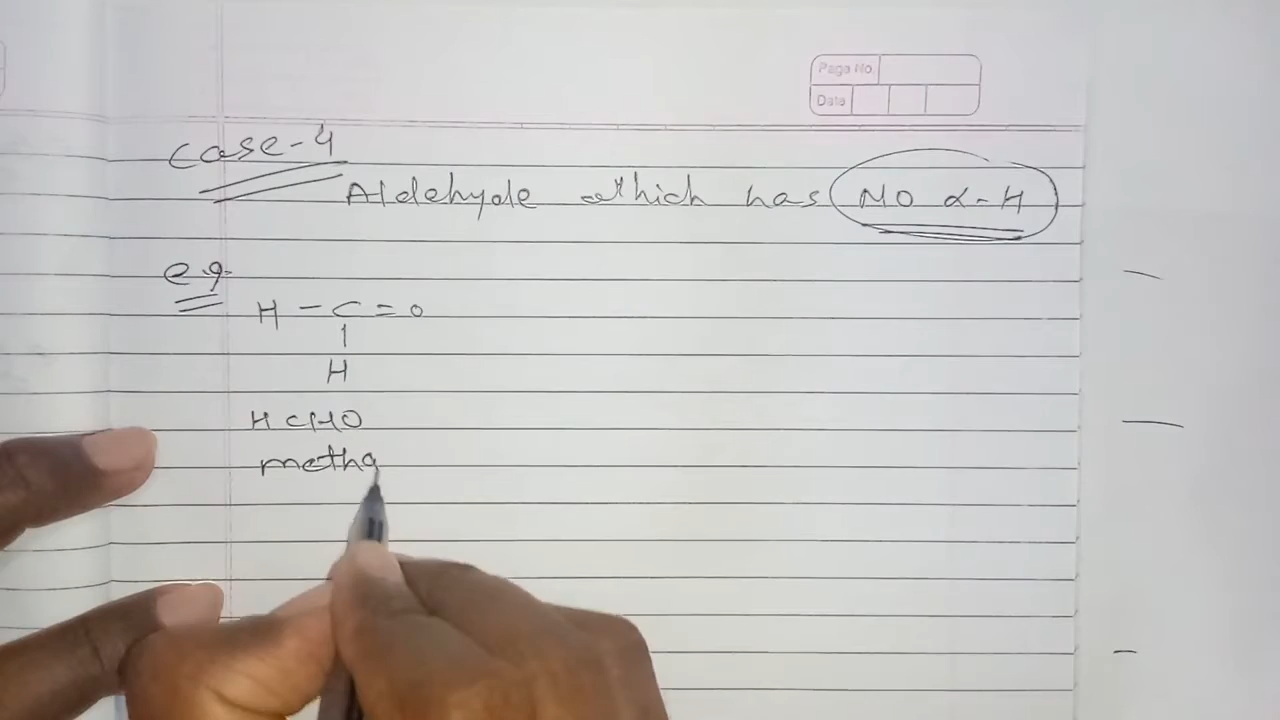 Page No.
Date
Case-4
Aldehyde which has NO α-H
e.g.
H - C = O
|
H
HCHO
metha